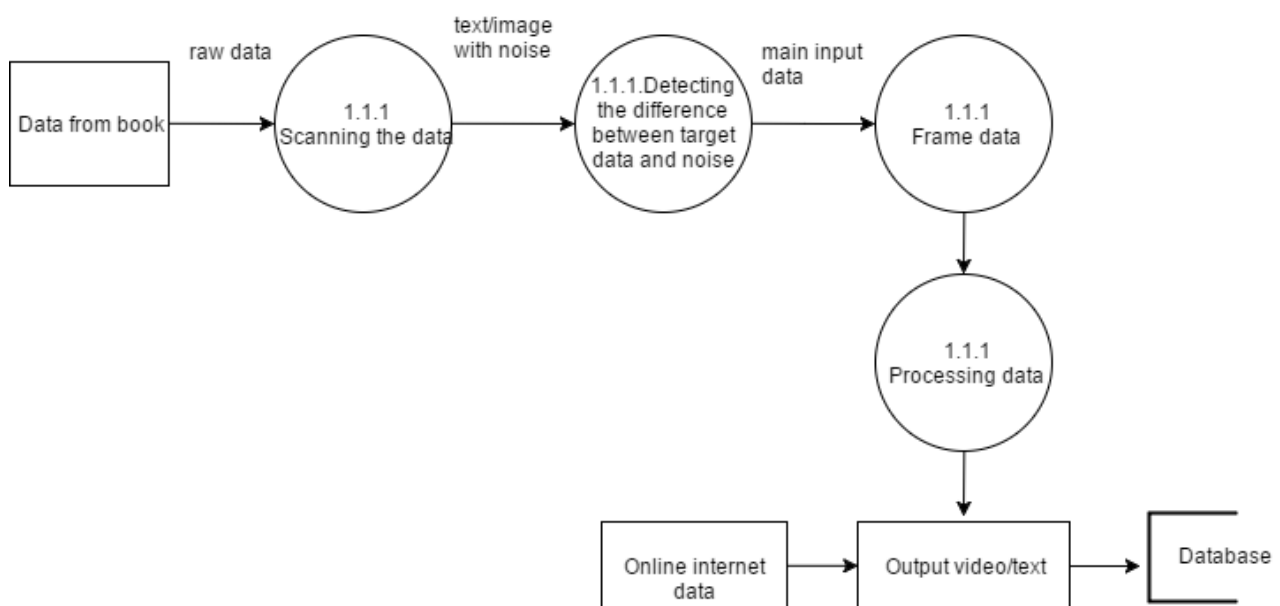 raw data
text/image
with noise
main input
data
Data from book
1.1.1
Scanning the data
1.1.1.Detecting
the difference
between target
data and noise
1.1.1
Frame data
1.1.1
Processing data
Online internet
data
Output video/text
Database